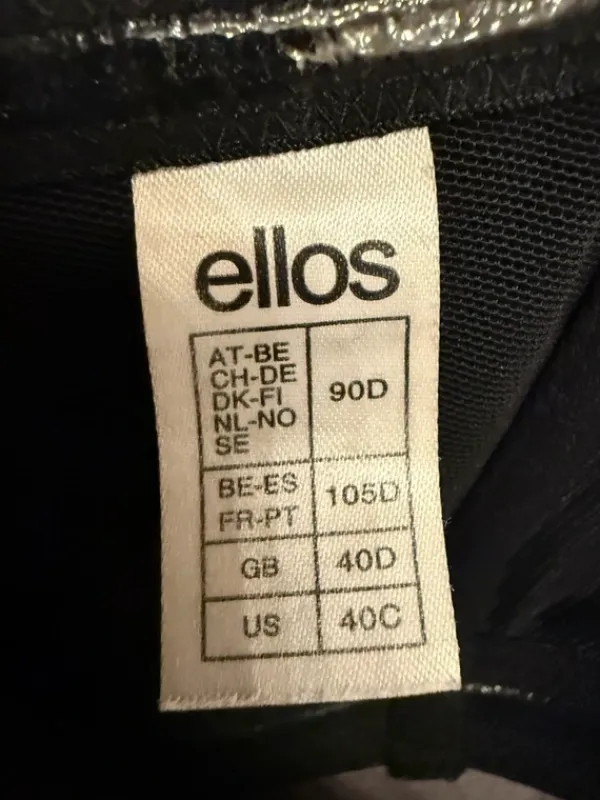 ellos
AT-BE
CH-DE
DK-FI
NL-NO
SE
90D
BE-ES
FR-PT
105D
GB
40D
US
40C